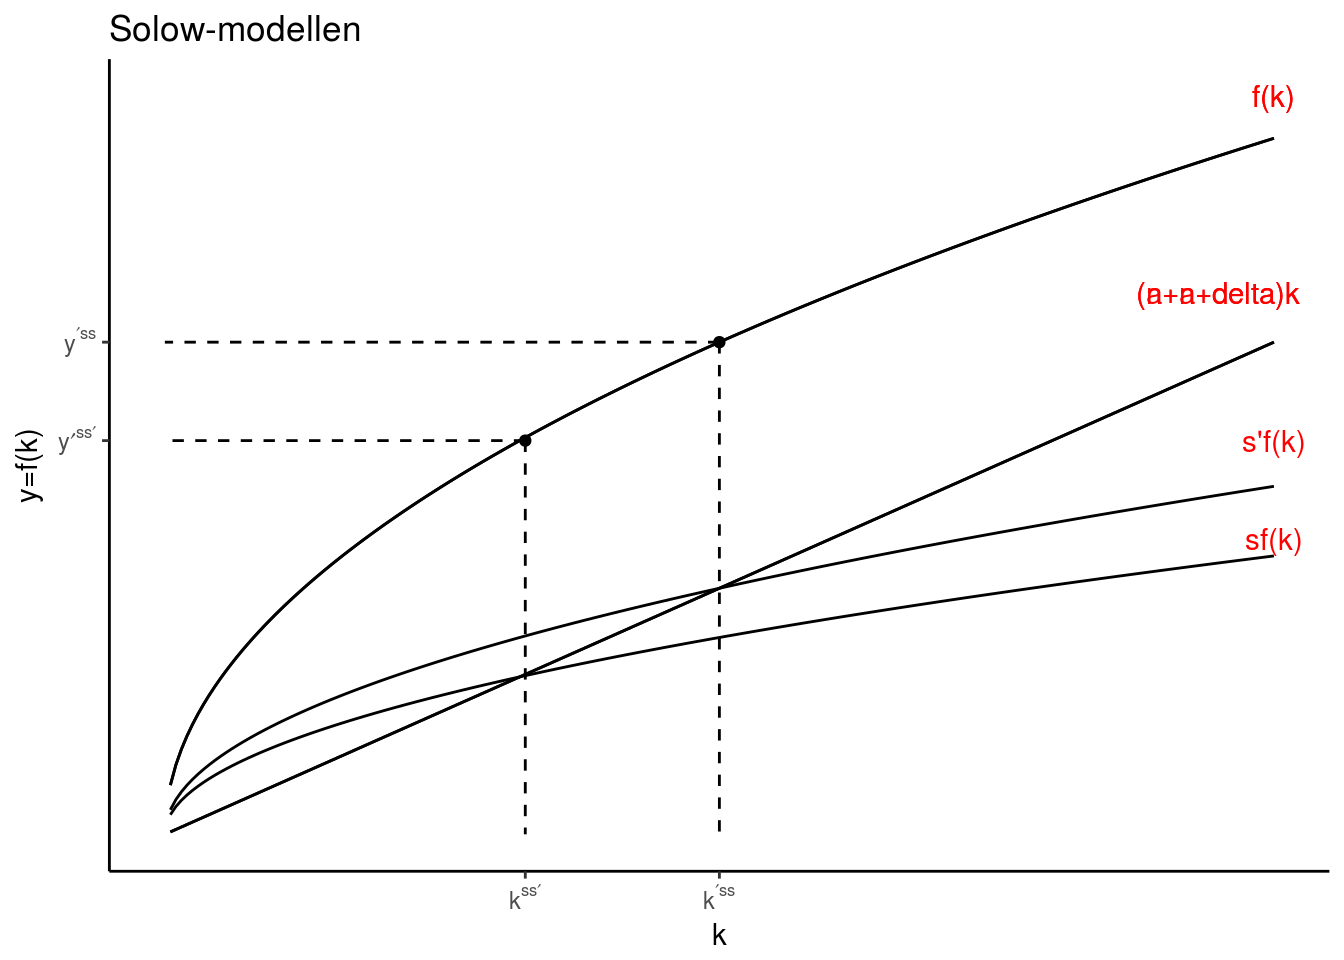 Solow-modellen
f(k)
(n+a+delta)k
y′ss
s'f(k)
y′ss′
y=f(k)
sf(k)
kss′
k′ss
k